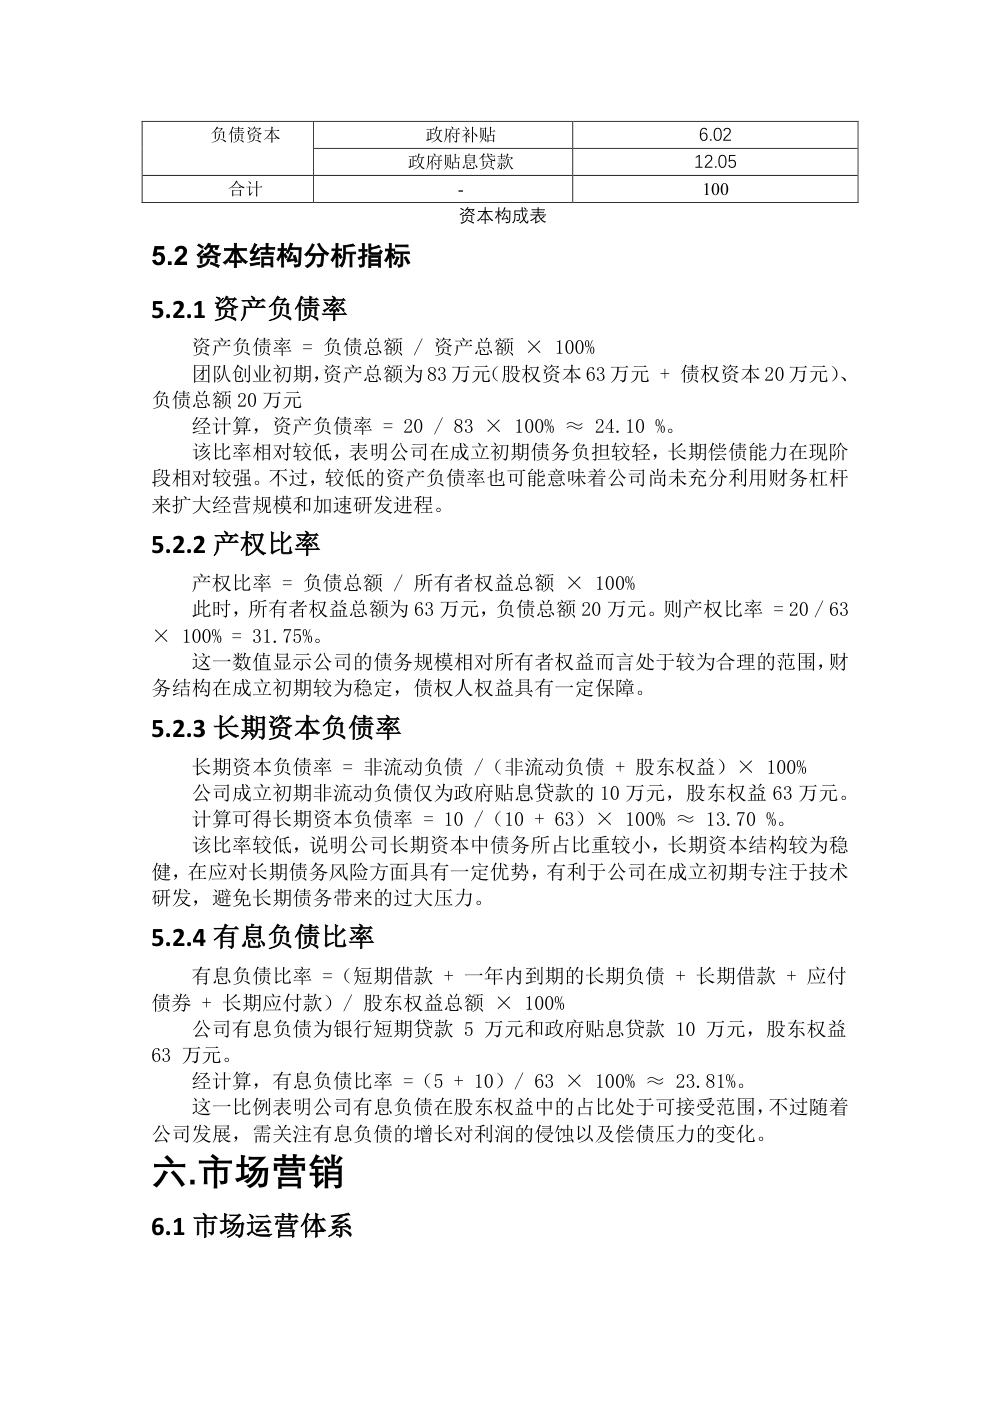 负债资本 政府补贴 6.02
政府贴息贷款 12.05
合计 - 100
资本构成表
5.2 资本结构分析指标
5.2.1 资产负债率
资产负债率 = 负债总额 / 资产总额 × 100%
团队创业初期，资产总额为 83 万元（股权资本 63 万元 + 债权资本 20 万元）、
负债总额 20 万元
经计算，资产负债率 = 20 / 83 × 100% ≈ 24.10 %。
该比率相对较低，表明公司在成立初期债务负担较轻，长期偿债能力在现阶
段相对较强。不过，较低的资产负债率也可能意味着公司尚未充分利用财务杠杆
来扩大经营规模和加速研发进程。
5.2.2 产权比率
产权比率 = 负债总额 / 所有者权益总额 × 100%
此时，所有者权益总额为 63 万元，负债总额 20 万元。则产权比率 = 20 / 63
× 100% = 31.75%。
这一数值显示公司的债务规模相对所有者权益而言处于较为合理的范围，财
务结构在成立初期较为稳定，债权人权益具有一定保障。
5.2.3 长期资本负债率
长期资本负债率 = 非流动负债 /（非流动负债 + 股东权益）× 100%
公司成立初期非流动负债仅为政府贴息贷款的 10 万元，股东权益 63 万元。
计算可得长期资本负债率 = 10 /（10 + 63）× 100% ≈ 13.70 %。
该比率较低，说明公司长期资本中债务所占比重较小，长期资本结构较为稳
健，在应对长期债务风险方面具有一定优势，有利于公司在成立初期专注于技术
研发，避免长期债务带来的过大压力。
5.2.4 有息负债比率
有息负债比率 =（短期借款 + 一年内到期的长期负债 + 长期借款 + 应付
债券 + 长期应付款）/ 股东权益总额 × 100%
公司有息负债为银行短期贷款 5 万元和政府贴息贷款 10 万元，股东权益
63 万元。
经计算，有息负债比率 =（5 + 10）/ 63 × 100% ≈ 23.81%。
这一比例表明公司有息负债在股东权益中的占比处于可接受范围，不过随着
公司发展，需关注有息负债的增长对利润的侵蚀以及偿债压力的变化。
六.市场营销
6.1 市场运营体系